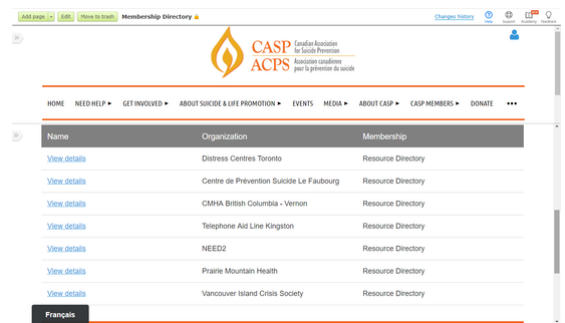 Add page Edit Move to trash Membership Directory Changes history Help Support Academy Feedback
CASP Canadian Association for Suicide Prevention
ACPS Association canadienne pour la prévention du suicide
HOME NEED HELP GET INVOLVED ABOUT SUICIDE & LIFE PROMOTION EVENTS MEDIA ABOUT CASP CASP MEMBERS DONATE •••
Name Organization Membership
View details Distress Centres Toronto Resource Directory
View details Centre de Prévention Suicide Le Faubourg Resource Directory
View details CMHA British Columbia - Vernon Resource Directory
View details Telephone Aid Line Kingston Resource Directory
View details NEED2 Resource Directory
View details Prairie Mountain Health Resource Directory
View details Vancouver Island Crisis Society Resource Directory
Français